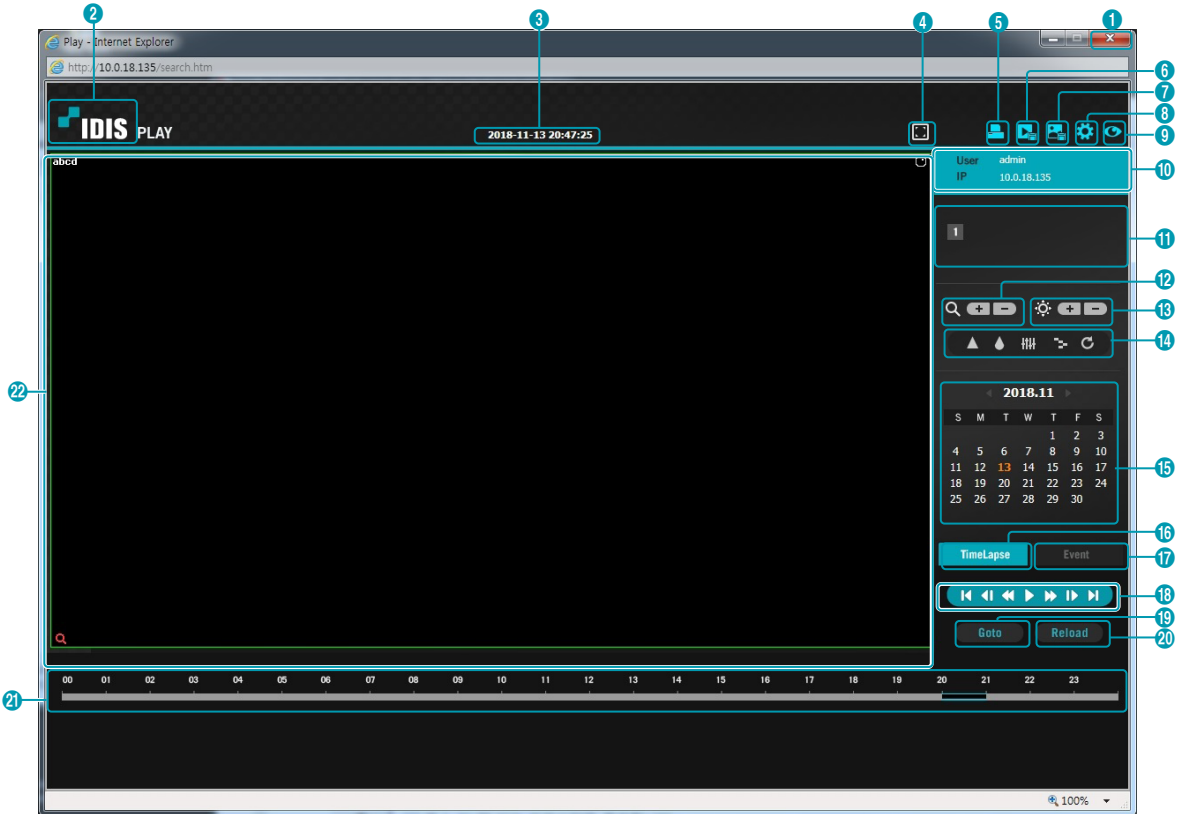 2
3
4
5
1
Play - Internet Explorer
http://10.0.18.135/search.htm
6
7
8
9
IDIS PLAY
2018-11-13 20:47:25
abcd
User admin
IP 10.0.18.135
10
1
11
12
13
14
22
2018.11
S M T W T F S
1 2 3
4 5 6 7 8 9 10
11 12 13 14 15 16 17
18 19 20 21 22 23 24
25 26 27 28 29 30
15
16
TimeLapse Event
17
18
19
Goto Reload
20
00 01 02 03 04 05 06 07 08 09 10 11 12 13 14 15 16 17 18 19 20 21 22 23
21
100%